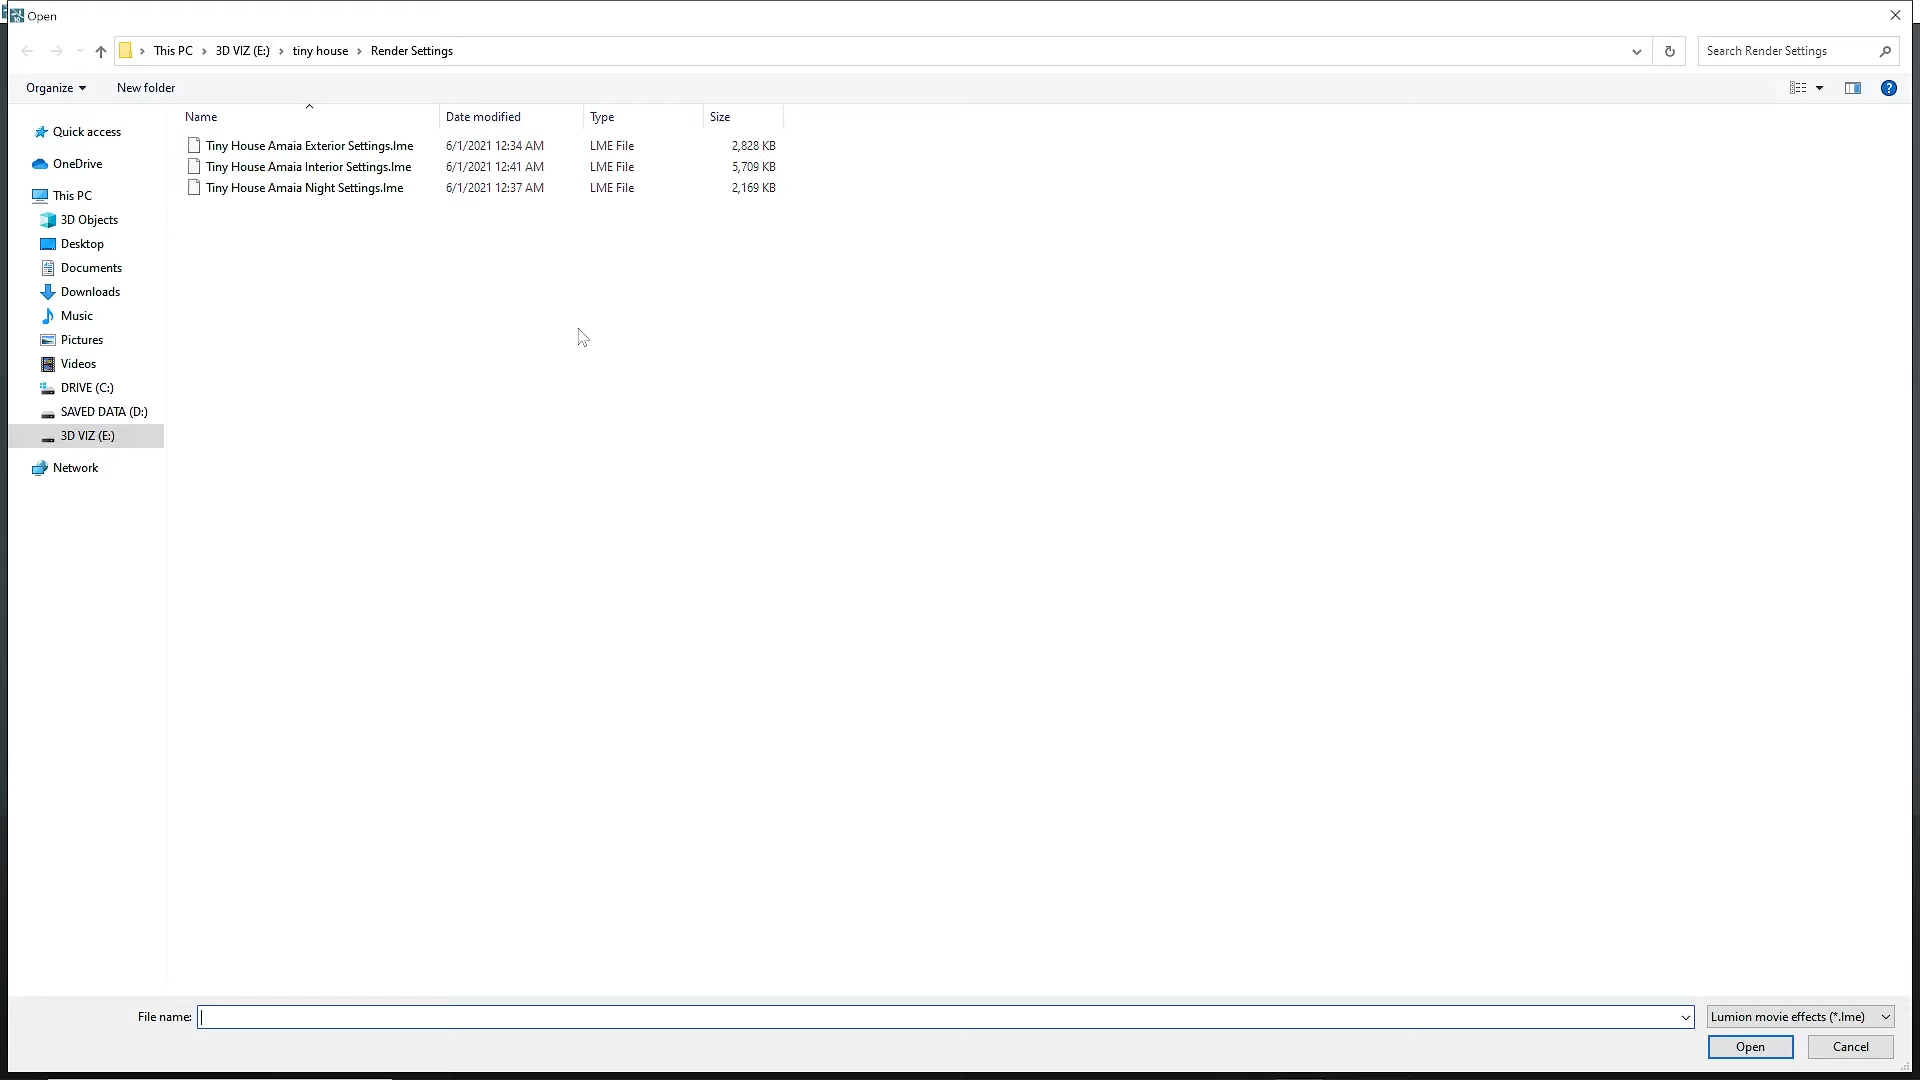 Open
This PC > 3D VIZ (E:) > tiny house > Render Settings
Search Render Settings
Organize
New folder
Name Date modified Type Size
Tiny House Amaia Exterior Settings.lme 6/1/2021 12:34 AM LME File 2,828 KB
Tiny House Amaia Interior Settings.lme 6/1/2021 12:41 AM LME File 5,709 KB
Tiny House Amaia Night Settings.lme 6/1/2021 12:37 AM LME File 2,169 KB
Quick access
OneDrive
This PC
3D Objects
Desktop
Documents
Downloads
Music
Pictures
Videos
DRIVE (C:)
SAVED DATA (D:)
3D VIZ (E:)
Network
File name:
Lumion movie effects (*.lme)
Open
Cancel